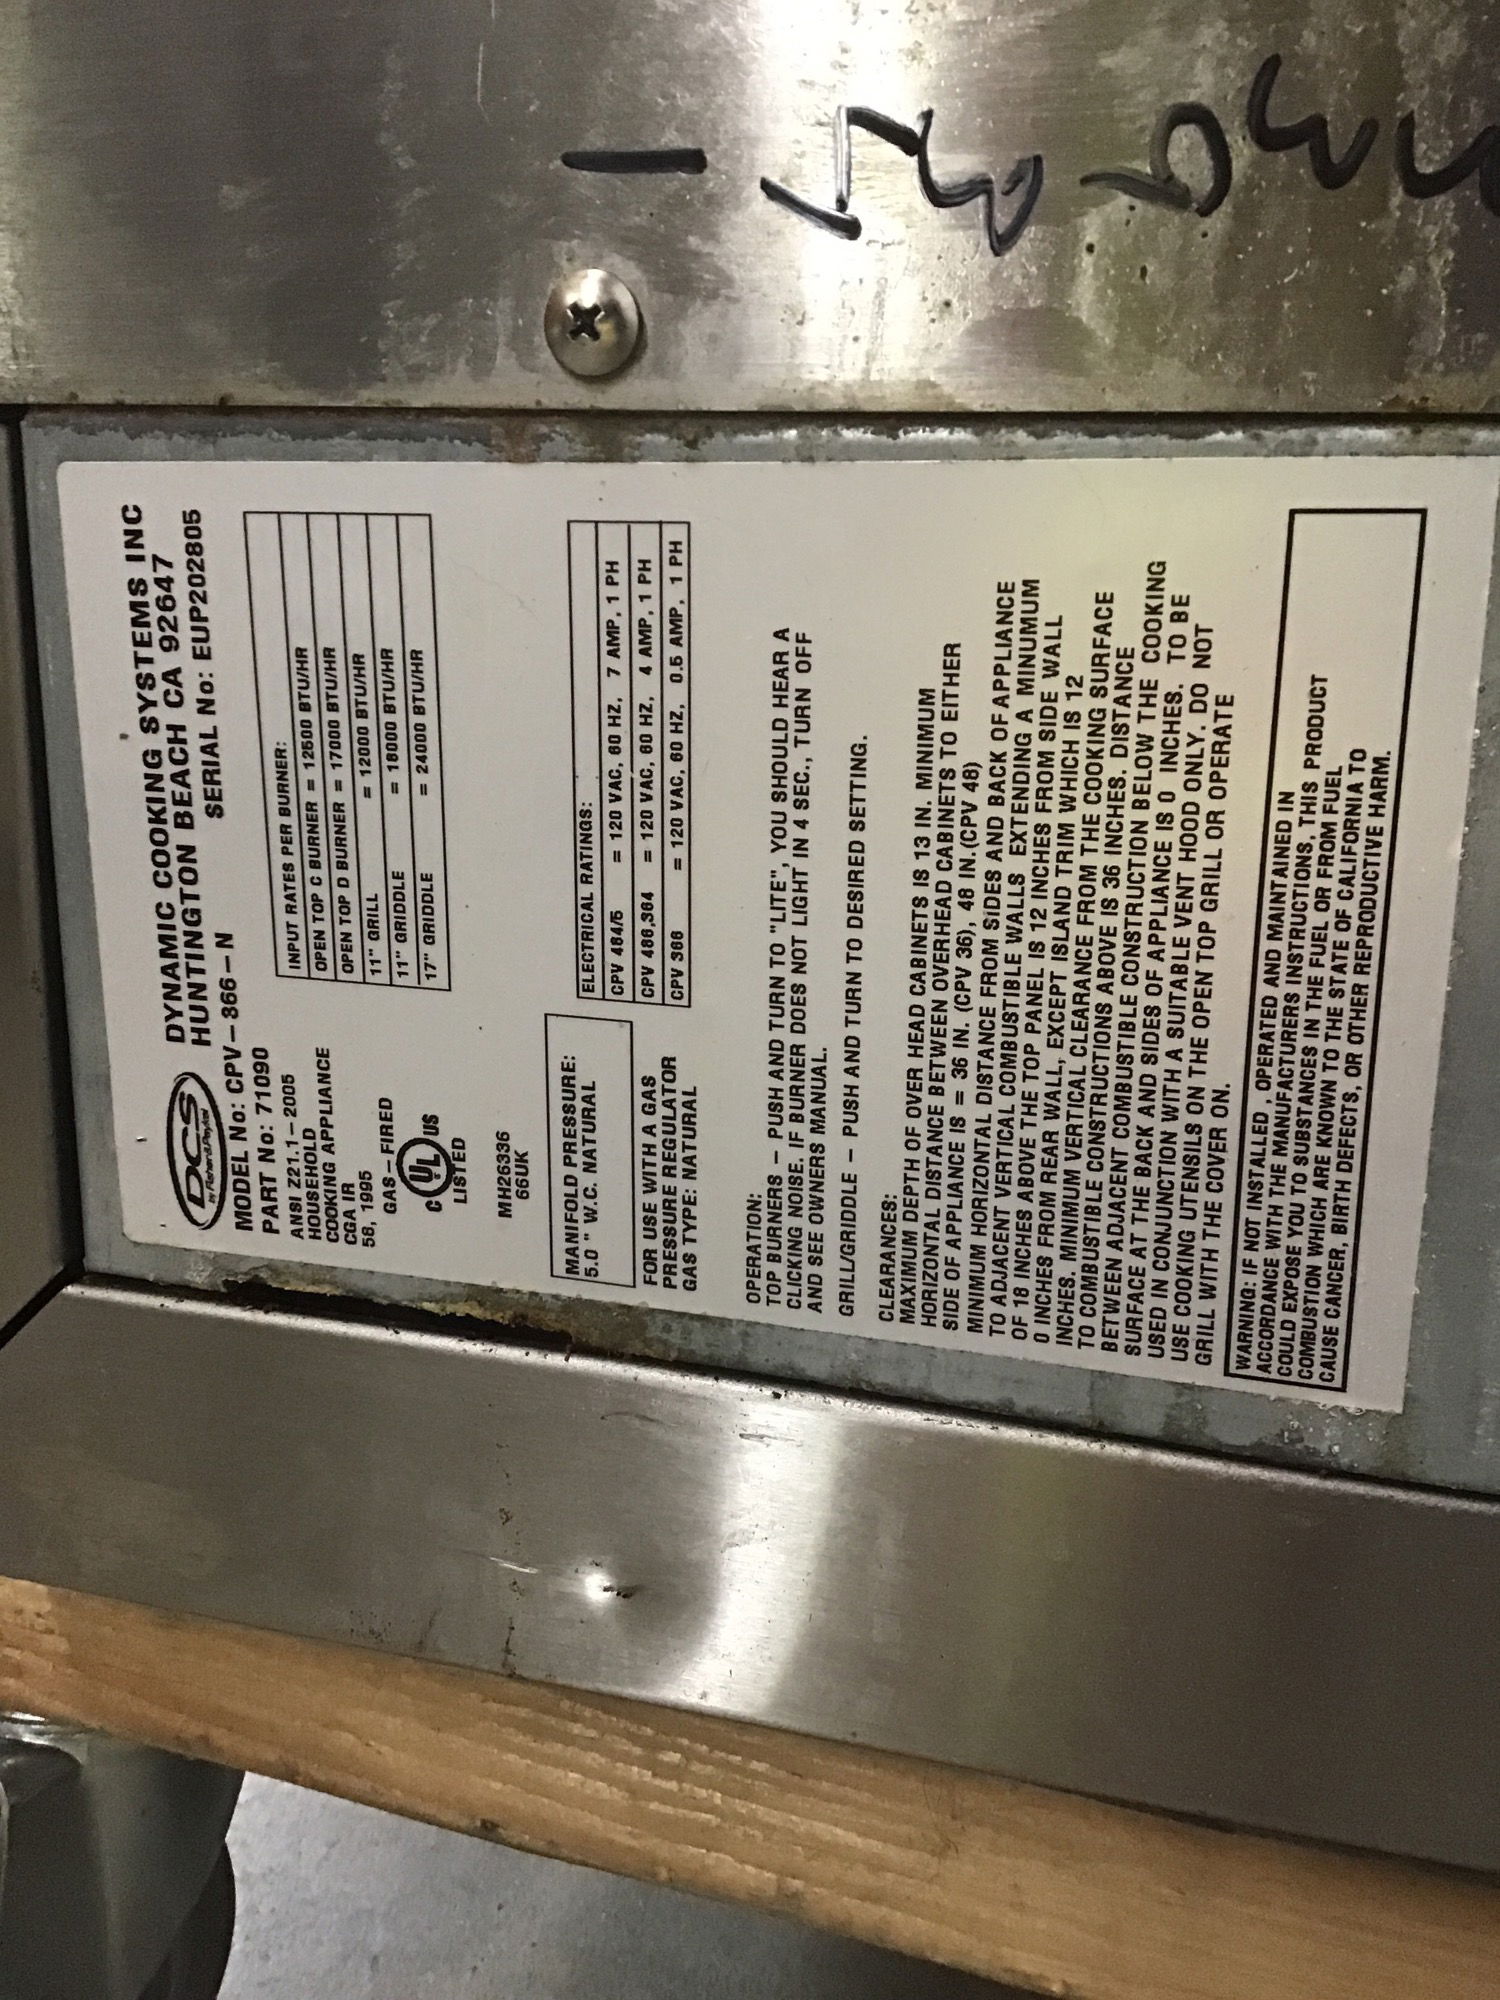 DCS
by Fisher&Paykel
DYNAMIC COOKING SYSTEMS INC
HUNTINGTON BEACH CA 92647
MODEL No: CPV-366-N
SERIAL No: EUP202805
PART No: 71090
ANSI Z21.1-2005
HOUSEHOLD
COOKING APPLIANCE
CGA IR
58, 1995
GAS-FIRED
C UL US
LISTED
MH26336
66UK
INPUT RATES PER BURNER:
OPEN TOP C BURNER = 12500 BTU/HR
OPEN TOP D BURNER = 17000 BTU/HR
11" GRILL = 12000 BTU/HR
11" GRIDDLE = 18000 BTU/HR
17" GRIDDLE = 24000 BTU/HR
MANIFOLD PRESSURE:
5.0 " W.C. NATURAL
FOR USE WITH A GAS
PRESSURE REGULATOR
GAS TYPE: NATURAL
ELECTRICAL RATINGS:
CPV 484/5 = 120 VAC, 60 HZ, 7 AMP, 1 PH
CPV 486,364 = 120 VAC, 60 HZ, 4 AMP, 1 PH
CPV 366 = 120 VAC, 60 HZ, 0.5 AMP, 1 PH
OPERATION:
TOP BURNERS - PUSH AND TURN TO "LITE", YOU SHOULD HEAR A
CLICKING NOISE. IF BURNER DOES NOT LIGHT IN 4 SEC., TURN OFF
AND SEE OWNERS MANUAL.
GRILL/GRIDDLE - PUSH AND TURN TO DESIRED SETTING.
CLEARANCES:
MAXIMUM DEPTH OF OVER HEAD CABINETS IS 13 IN. MINIMUM
HORIZONTAL DISTANCE BETWEEN OVERHEAD CABINETS TO EITHER
SIDE OF APPLIANCE IS = 36 IN. (CPV 36), 48 IN.(CPV 48)
MINIMUM HORIZONTAL DISTANCE FROM SIDES AND BACK OF APPLIANCE
TO ADJACENT VERTICAL COMBUSTIBLE WALLS EXTENDING A MINUMUM
OF 18 INCHES ABOVE THE TOP PANEL IS 12 INCHES FROM SIDE WALL
0 INCHES FROM REAR WALL, EXCEPT ISLAND TRIM WHICH IS 12
INCHES. MINIMUM VERTICAL CLEARANCE FROM THE COOKING SURFACE
TO COMBUSTIBLE CONSTRUCTIONS ABOVE IS 36 INCHES. DISTANCE
BETWEEN ADJACENT COMBUSTIBLE CONSTRUCTION BELOW THE COOKING
SURFACE AT THE BACK AND SIDES OF APPLIANCE IS 0 INCHES. TO BE
USED IN CONJUNCTION WITH A SUITABLE VENT HOOD ONLY. DO NOT
USE COOKING UTENSILS ON THE OPEN TOP GRILL OR OPERATE
GRILL WITH THE COVER ON.
WARNING: IF NOT INSTALLED , OPERATED AND MAINTAINED IN
ACCORDANCE WITH THE MANUFACTURERS INSTRUCTIONS, THIS PRODUCT
COULD EXPOSE YOU TO SUBSTANCES IN THE FUEL OR FROM FUEL
COMBUSTION WHICH ARE KNOWN TO THE STATE OF CALIFORNIA TO
CAUSE CANCER, BIRTH DEFECTS, OR OTHER REPRODUCTIVE HARM.